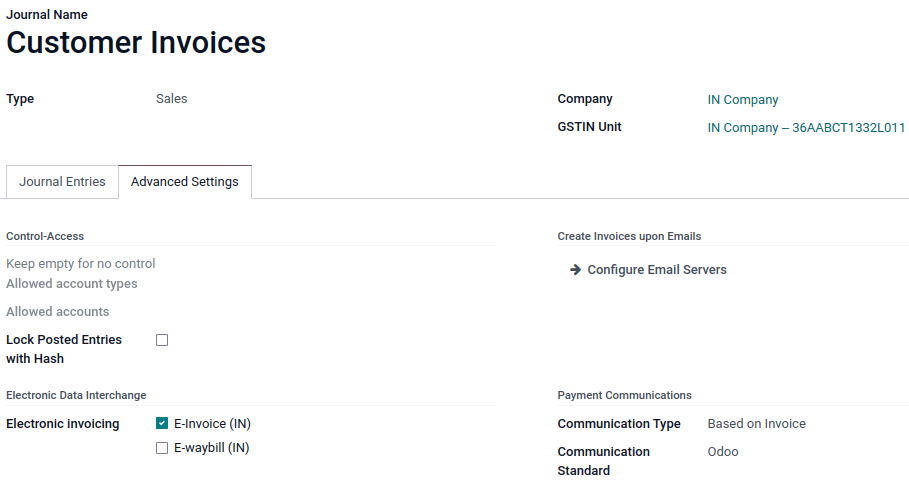 Journal Name
Customer Invoices
Type Sales
Company IN Company
GSTIN Unit IN Company – 36AABCT1332L011
Journal Entries Advanced Settings
Control-Access
Keep empty for no control
Allowed account types
Allowed accounts
Lock Posted Entries
with Hash
Create Invoices upon Emails
Configure Email Servers
Electronic Data Interchange
Electronic invoicing E-Invoice (IN)
E-waybill (IN)
Payment Communications
Communication Type Based on Invoice
Communication Odoo
Standard